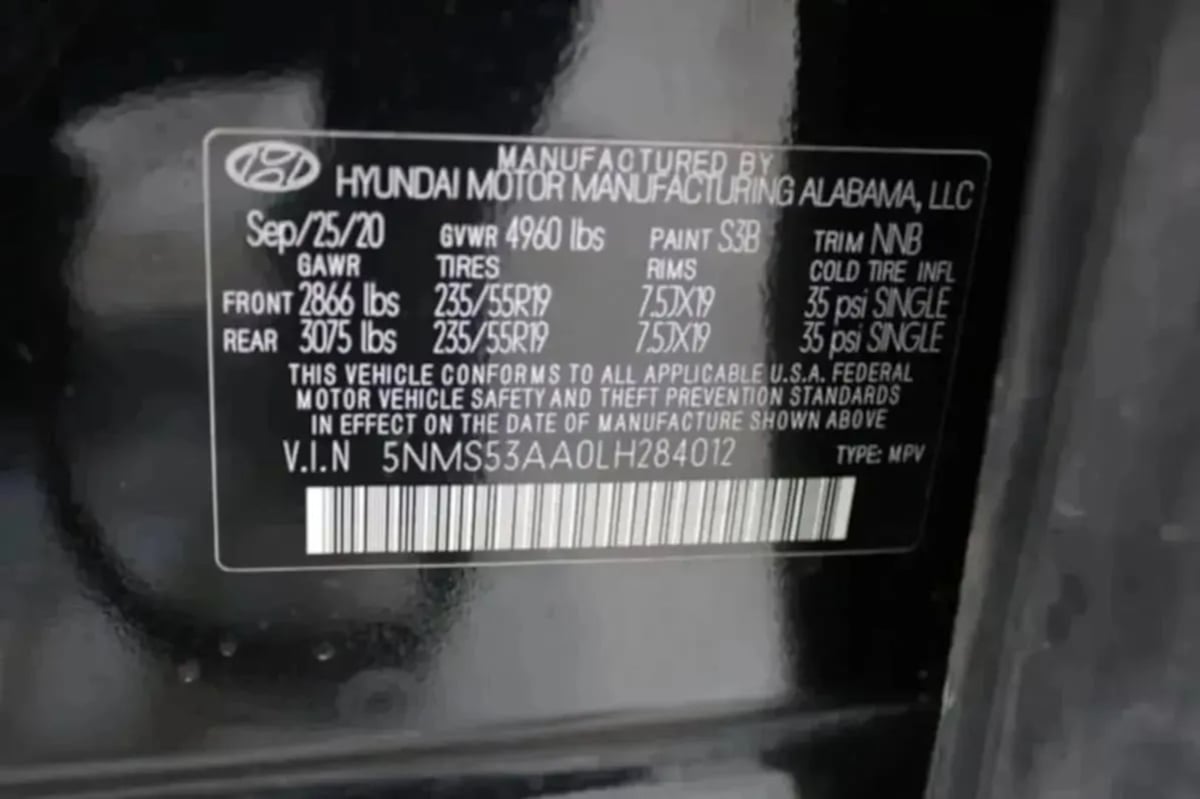 MANUFACTURED BY
HYUNDAI MOTOR MANUFACTURING ALABAMA, LLC
Sep/25/20 GVWR 4960 lbs PAINT S3B TRIM NNB
GAWR TIRES RIMS COLD TIRE INFL
FRONT 2866 lbs 235/55R19 7.5JX19 35 psi SINGLE
REAR 3075 lbs 235/55R19 7.5JX19 35 psi SINGLE
THIS VEHICLE CONFORMS TO ALL APPLICABLE U.S.A. FEDERAL
MOTOR VEHICLE SAFETY AND THEFT PREVENTION STANDARDS
IN EFFECT ON THE DATE OF MANUFACTURE SHOWN ABOVE
V.I.N 5NMS53AA0LH284012 TYPE: MPV